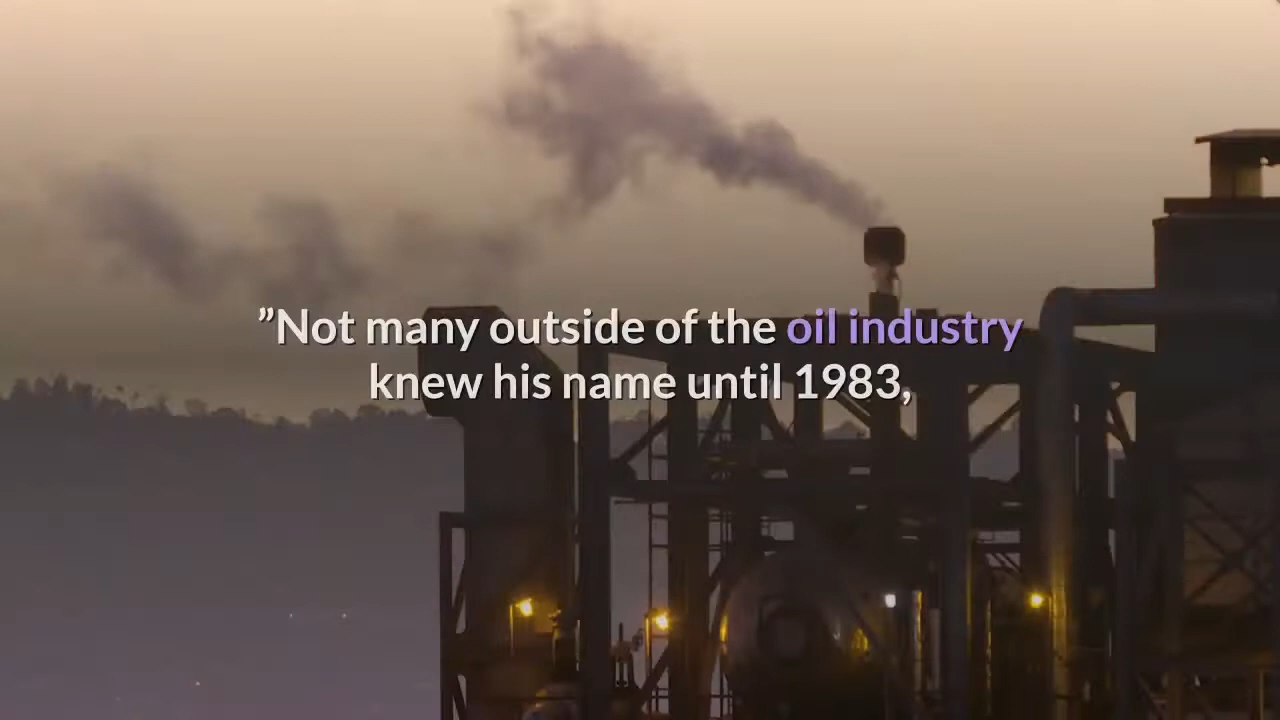 ”Not many outside of the oil industry
knew his name until 1983,